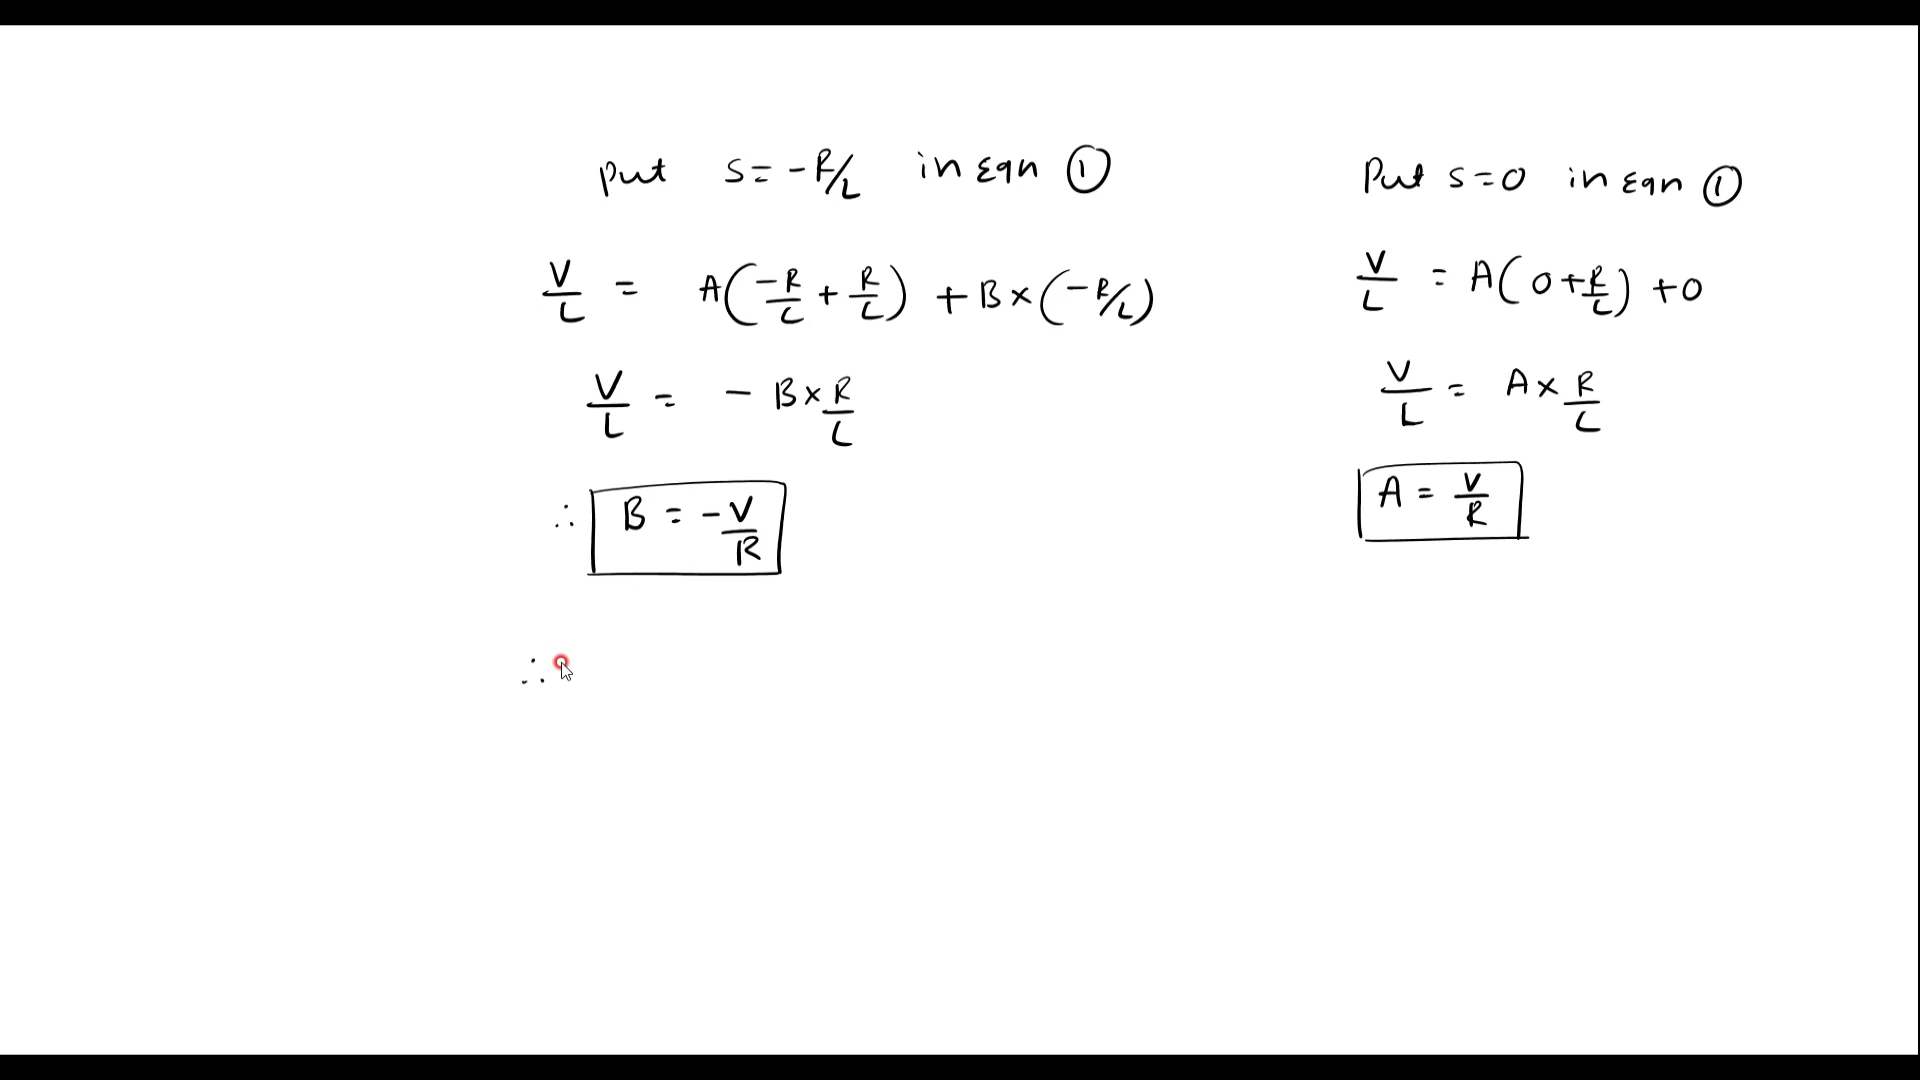 Put S = -R/L in Eqn ①
V/L = A(-R/L + R/L) + B × (-R/L)
V/L = - B × R/L
∴ B = -V/R
∴
Put S = 0 in Eqn ①
V/L = A(0 + R/L) + 0
V/L = A × R/L
A = V/R